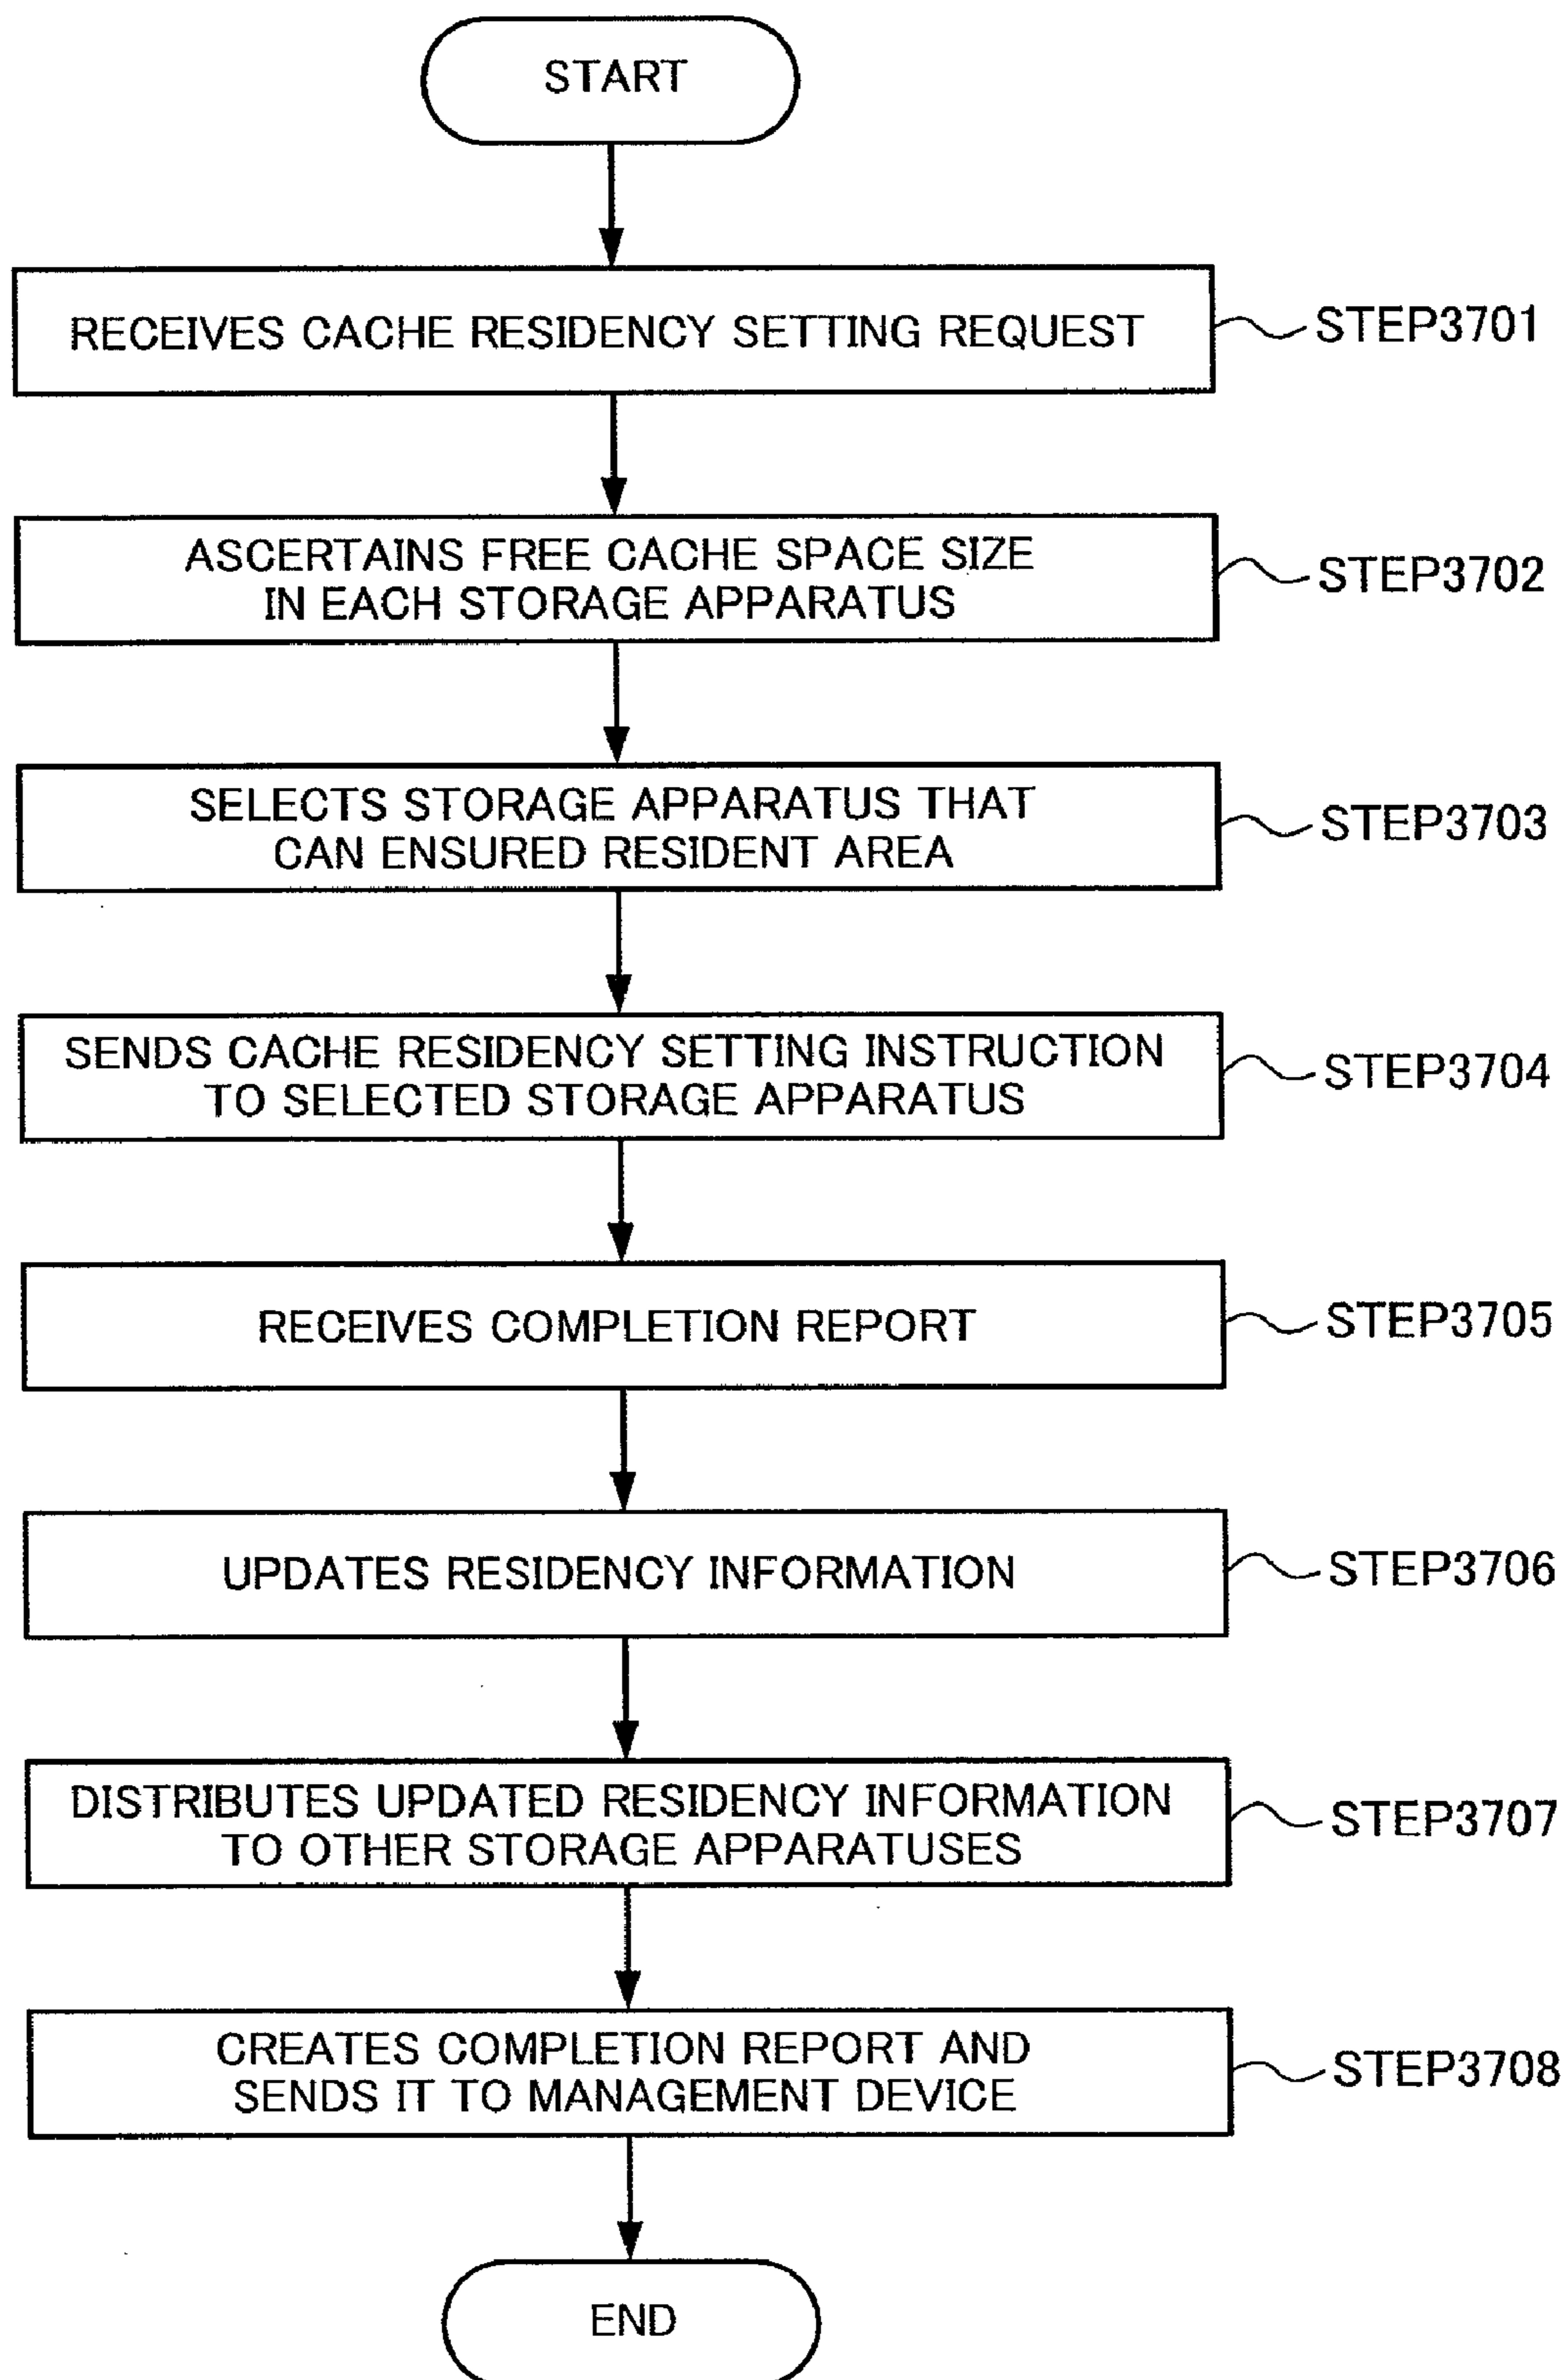 START
RECEIVES CACHE RESIDENCY SETTING REQUEST
STEP3701
ASCERTAINS FREE CACHE SPACE SIZE
IN EACH STORAGE APPARATUS
STEP3702
SELECTS STORAGE APPARATUS THAT
CAN ENSURED RESIDENT AREA
STEP3703
SENDS CACHE RESIDENCY SETTING INSTRUCTION
TO SELECTED STORAGE APPARATUS
STEP3704
RECEIVES COMPLETION REPORT
STEP3705
UPDATES RESIDENCY INFORMATION
STEP3706
DISTRIBUTES UPDATED RESIDENCY INFORMATION
TO OTHER STORAGE APPARATUSES
STEP3707
CREATES COMPLETION REPORT AND
SENDS IT TO MANAGEMENT DEVICE
STEP3708
END